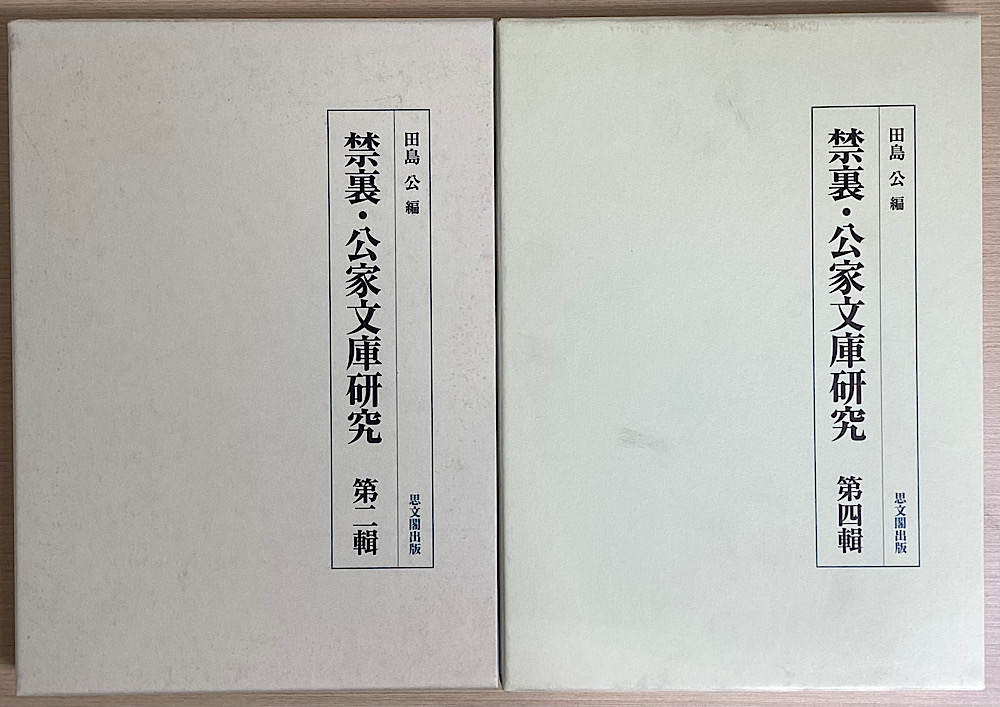 田島 公 編
禁裏・公家文庫研究 第二輯
思文閣出版
田島 公 編
禁裏・公家文庫研究 第四輯
思文閣出版